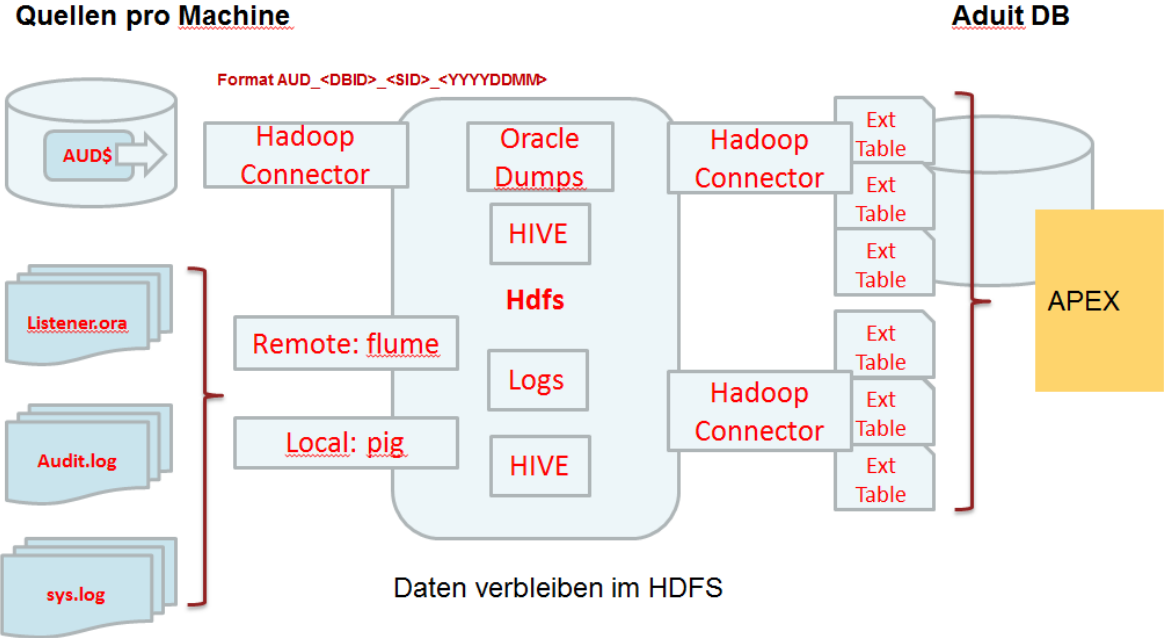 Quellen pro Machine
Aduit DB
Format AUD_<DBID>_<SID>_<YYYYDDMM>
AUD$
Hadoop
Connector
Oracle
Dumps
HIVE
Hdfs
Logs
HIVE
Hadoop
Connector
Ext
Table
Ext
Table
Ext
Table
APEX
Listener.ora
Audit.log
sys.log
Remote: flume
Local: pig
Hadoop
Connector
Ext
Table
Ext
Table
Ext
Table
Daten verbleiben im HDFS